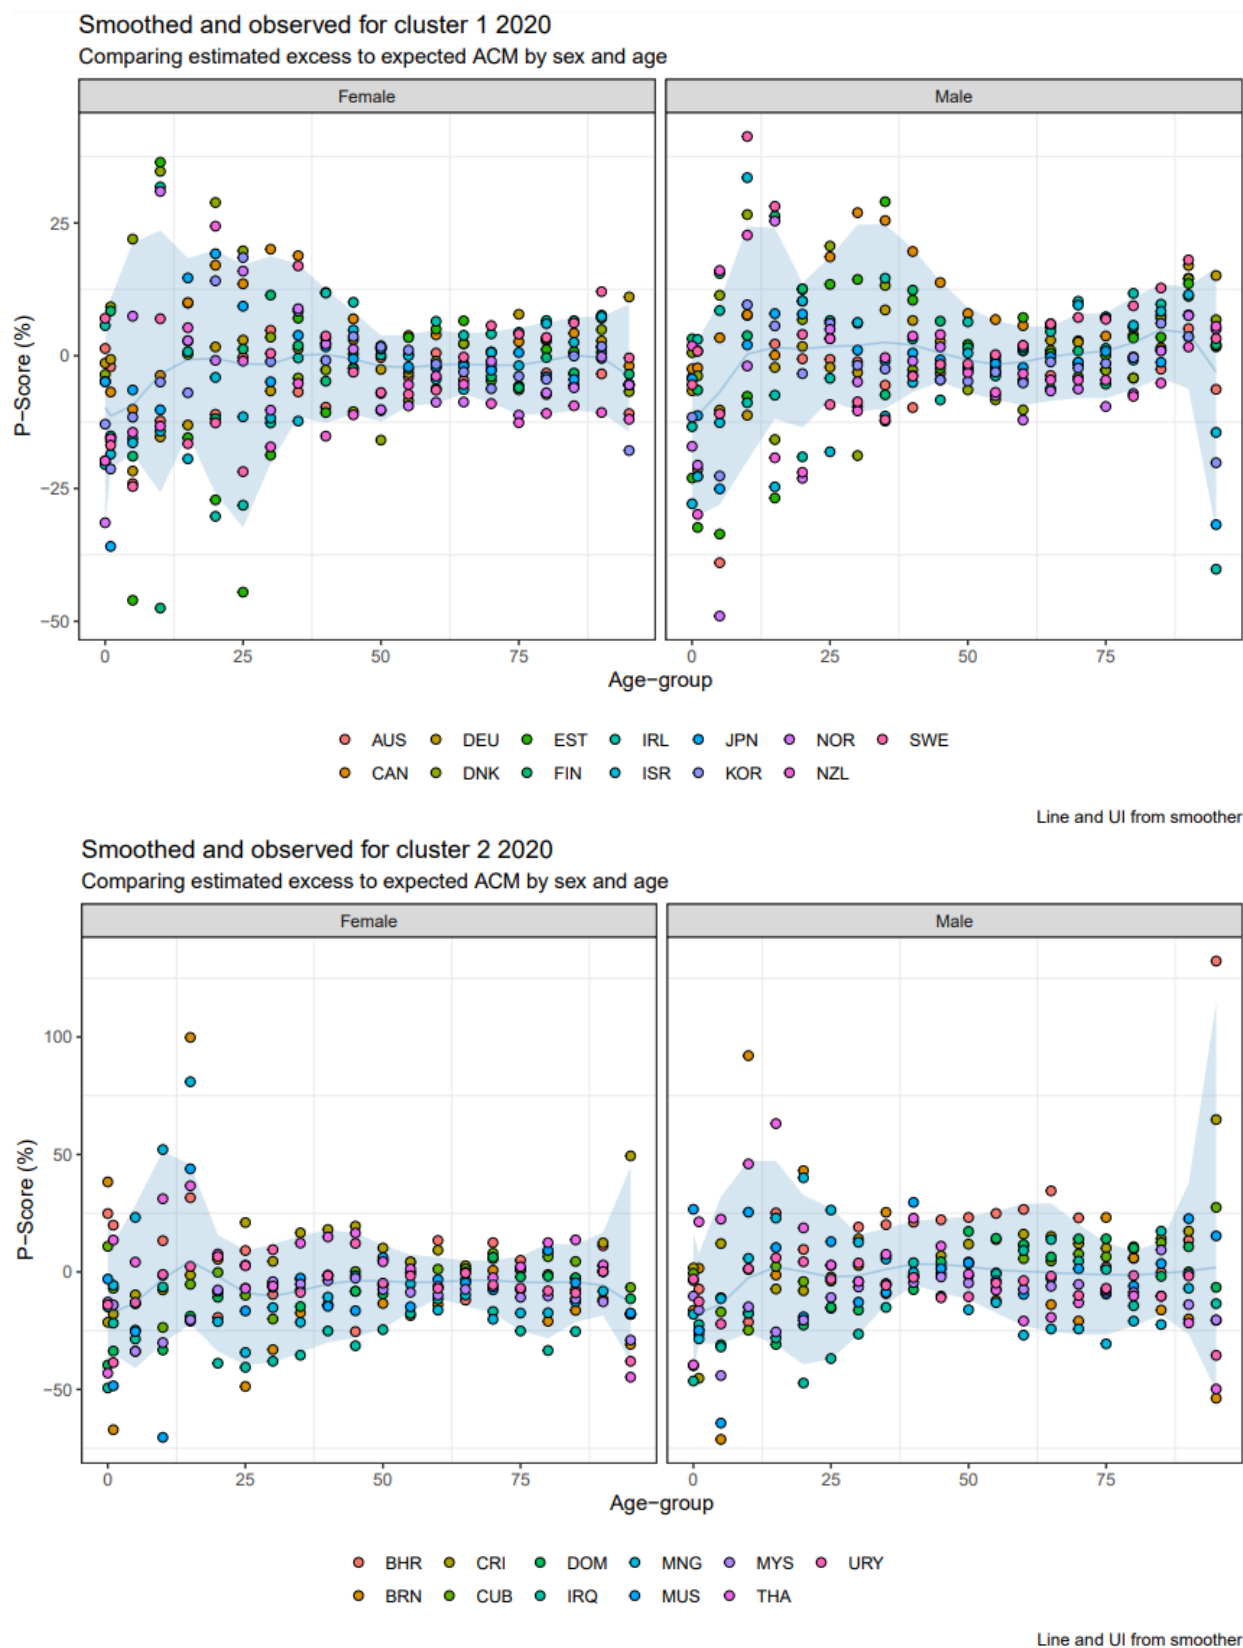 Smoothed and observed for cluster 1 2020
Comparing estimated excess to expected ACM by sex and age
Female Male
P−Score (%)
25
0
−25
−50
0 25 50 75 0 25 50 75
Age−group
AUS DEU EST IRL JPN NOR SWE
CAN DNK FIN ISR KOR NZL
Line and UI from smoother
Smoothed and observed for cluster 2 2020
Comparing estimated excess to expected ACM by sex and age
Female Male
P−Score (%)
100
50
0
−50
0 25 50 75 0 25 50 75
Age−group
BHR CRI DOM MNG MYS URY
BRN CUB IRQ MUS THA
Line and UI from smoother